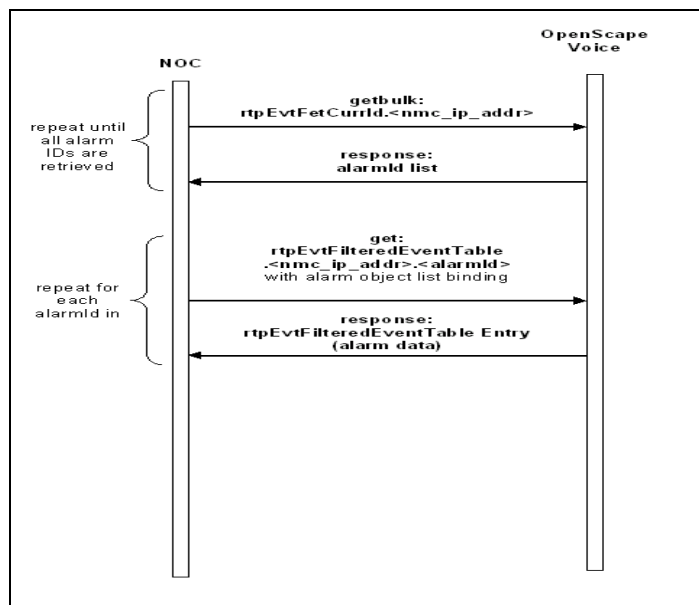 OpenScape
Voice
NOC
getbulk:
rtpEvtFetCurrId.<nmc_ip_addr>
repeat until
all alarm
IDs are
retrieved
response:
alarmId list
get:
rtpEvtFilteredEventTable
.<nmc_ip_addr>.<alarmId>
with alarm object list binding
repeat for
each
alarmId in
response:
rtpEvtFilteredEventTable Entry
(alarm data)